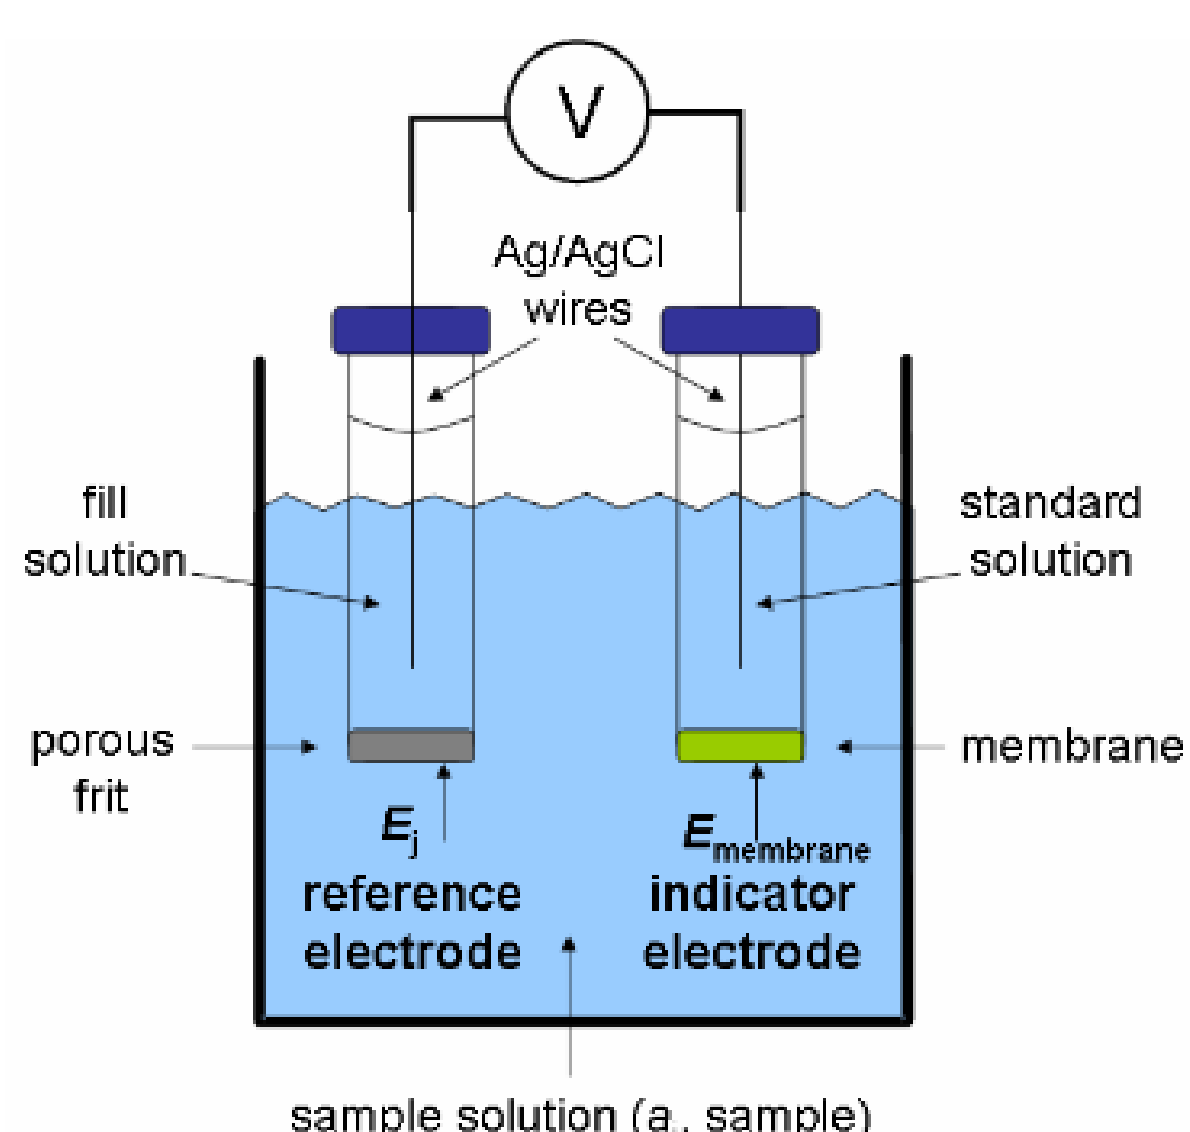 V
Ag/AgCl
wires
fill
solution
standard
solution
porous
frit
membrane
Ej
Emembrane
reference
electrode
indicator
electrode
sample solution (a, sample)